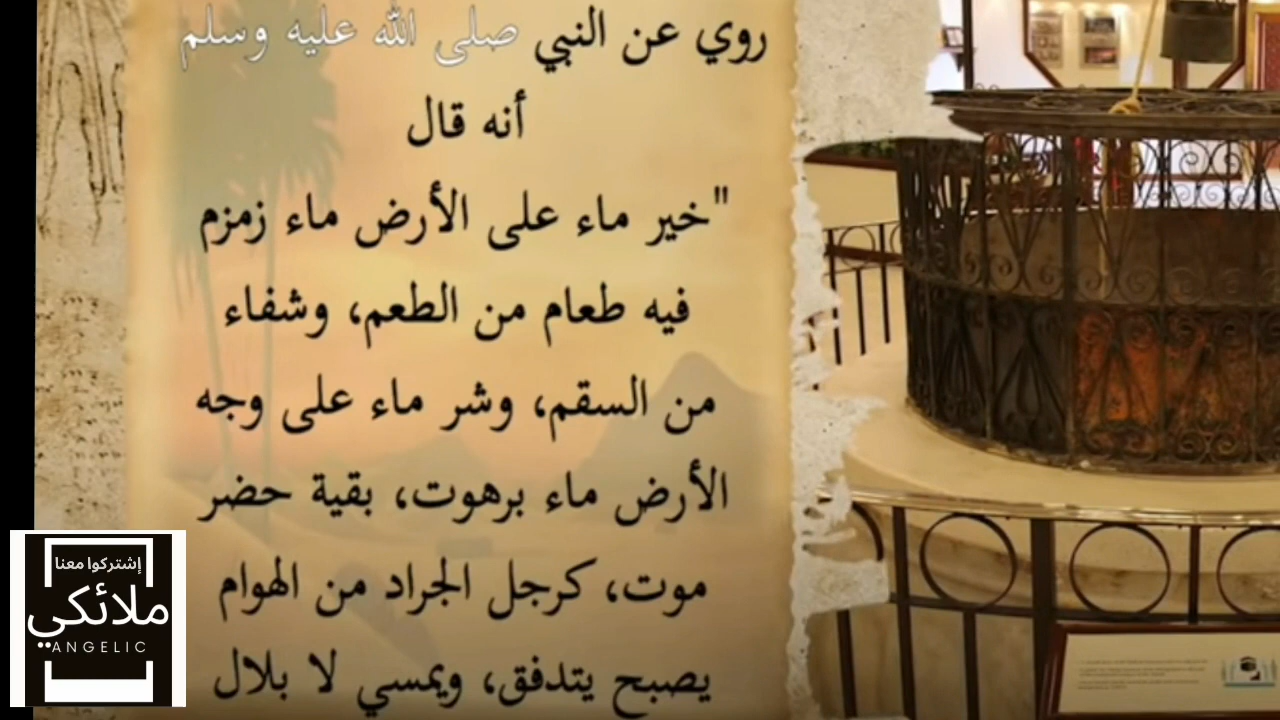 روي عن النبي صلى الله عليه وسلم
أنه قال
"خير ماء على الأرض ماء زمزم
فيه طعام من الطعم، وشفاء
من السقم، وشر ماء على وجه
الأرض ماء برهوت، بقية حضر
موت، كرجل الجراد من الهوام
يصبح يتدفق، ويمسي لا بلال
إشتركوا معنا
ملائكي
ANGELIC